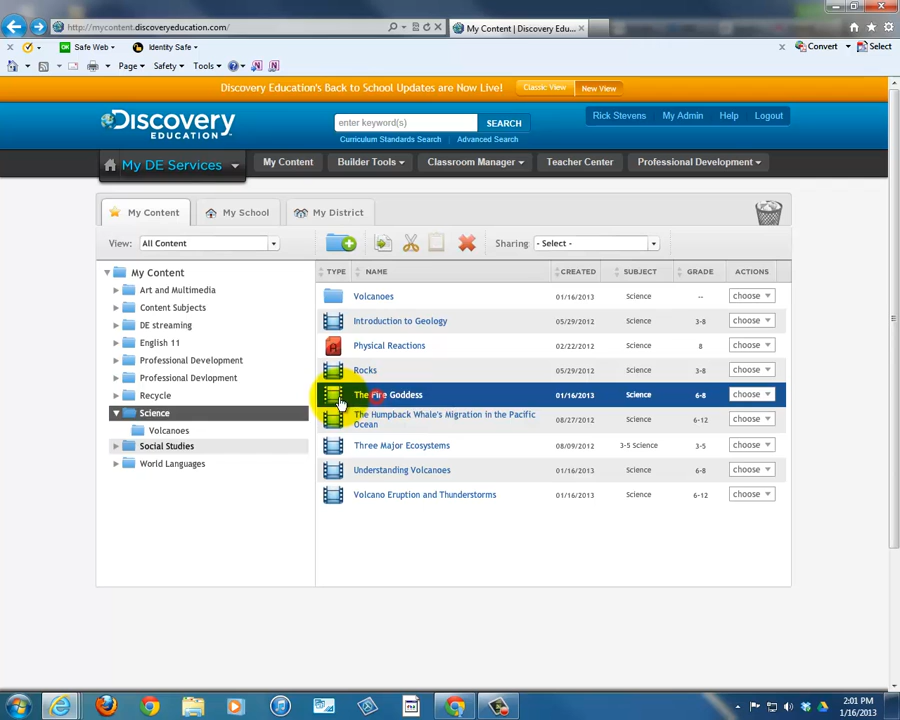 http://mycontent.discoveryeducation.com/
My Content | Discovery Edu...
Safe Web
Identity Safe
Convert
Select
Page
Safety
Tools
Discovery Education's Back to School Updates are Now Live!
Classic View
New View
Discovery
EDUCATION
enter keyword(s)
SEARCH
Curriculum Standards Search
Advanced Search
Rick Stevens
My Admin
Help
Logout
My DE Services
My Content
Builder Tools
Classroom Manager
Teacher Center
Professional Development
My Content
My School
My District
View:
All Content
Sharing
- Select -
My Content
Art and Multimedia
Content Subjects
DE streaming
English 11
Professional Development
Professional Devlopment
Recycle
Science
Volcanoes
Social Studies
World Languages
TYPE NAME CREATED SUBJECT GRADE ACTIONS
Volcanoes 01/16/2013 Science -- choose
Introduction to Geology 05/29/2012 Science 3-8 choose
Physical Reactions 02/22/2012 Science 8 choose
Rocks 05/29/2012 Science 3-8 choose
The Fire Goddess 01/16/2013 Science 6-8 choose
The Humpback Whale's Migration in the Pacific
Ocean 08/27/2012 Science 6-12 choose
Three Major Ecosystems 08/09/2012 3-5 Science 3-5 choose
Understanding Volcanoes 01/16/2013 Science 6-8 choose
Volcano Eruption and Thunderstorms 01/16/2013 Science 6-12 choose
2:01 PM
1/16/2013